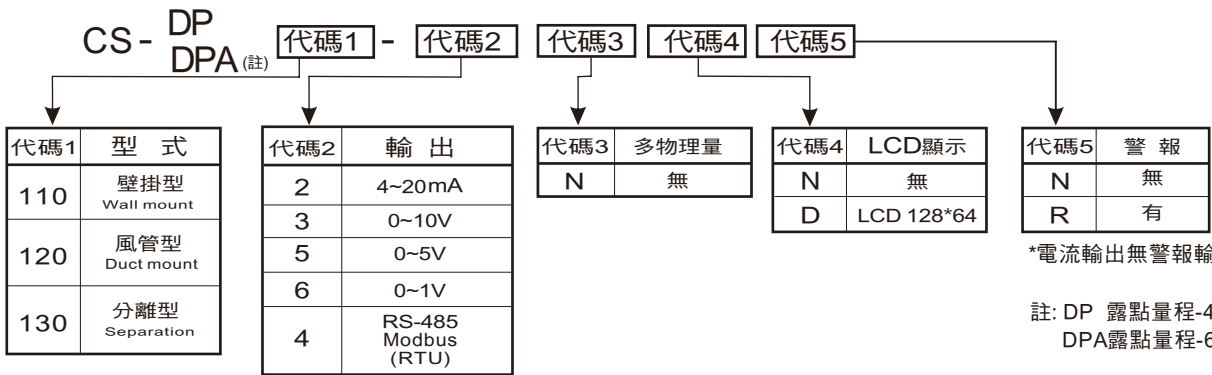 CS- DP DPA(註) 代碼1 - 代碼2 代碼3 代碼4 代碼5
代碼1 型 式
110 壁掛型 Wall mount
120 風管型 Duct mount
130 分離型 Separation
代碼2 輸 出
2 4~20mA
3 0~10V
5 0~5V
6 0~1V
4 RS-485 Modbus (RTU)
代碼3 多物理量
N 無
代碼4 LCD顯示
N 無
D LCD 128*64
代碼5 警 報
N 無
R 有
*電流輸出無警報輸
註: DP 露點量程-4
DPA露點量程-6